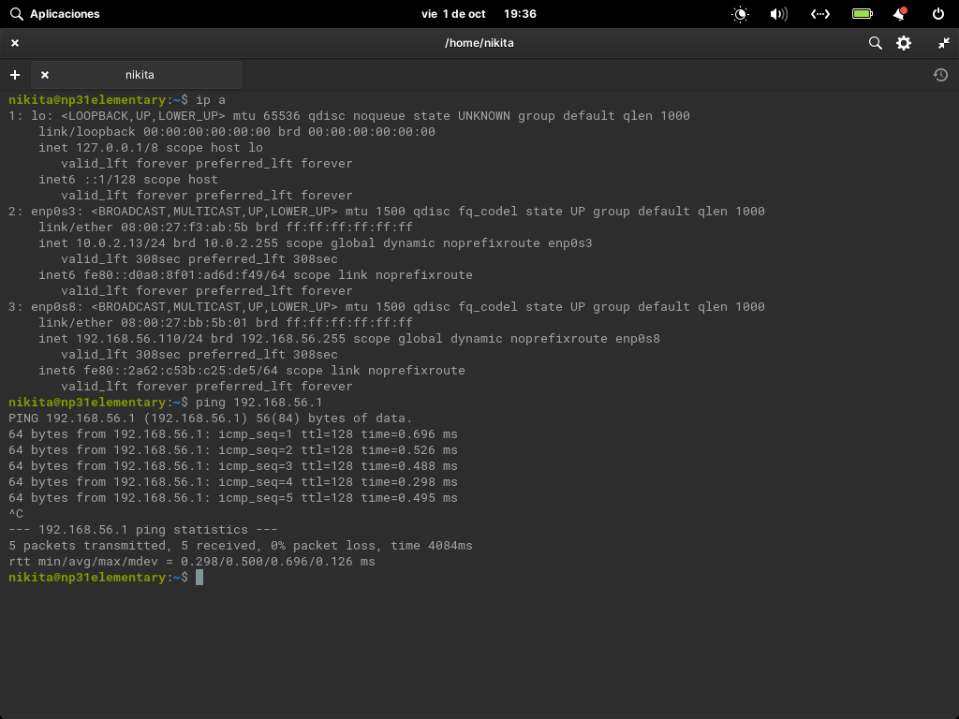 Aplicaciones vie 1 de oct 19:36
/home/nikita
nikita
nikita@np31elementary:~$ ip a
1: lo: <LOOPBACK,UP,LOWER_UP> mtu 65536 qdisc noqueue state UNKNOWN group default qlen 1000
    link/loopback 00:00:00:00:00:00 brd 00:00:00:00:00:00
    inet 127.0.0.1/8 scope host lo
       valid_lft forever preferred_lft forever
    inet6 ::1/128 scope host
       valid_lft forever preferred_lft forever
2: enp0s3: <BROADCAST,MULTICAST,UP,LOWER_UP> mtu 1500 qdisc fq_codel state UP group default qlen 1000
    link/ether 08:00:27:f3:ab:5b brd ff:ff:ff:ff:ff:ff
    inet 10.0.2.13/24 brd 10.0.2.255 scope global dynamic noprefixroute enp0s3
       valid_lft 308sec preferred_lft 308sec
    inet6 fe80::d0a0:8f01:ad6d:f49/64 scope link noprefixroute
       valid_lft forever preferred_lft forever
3: enp0s8: <BROADCAST,MULTICAST,UP,LOWER_UP> mtu 1500 qdisc fq_codel state UP group default qlen 1000
    link/ether 08:00:27:bb:5b:01 brd ff:ff:ff:ff:ff:ff
    inet 192.168.56.110/24 brd 192.168.56.255 scope global dynamic noprefixroute enp0s8
       valid_lft 308sec preferred_lft 308sec
    inet6 fe80::2a62:c53b:c25:de5/64 scope link noprefixroute
       valid_lft forever preferred_lft forever
nikita@np31elementary:~$ ping 192.168.56.1
PING 192.168.56.1 (192.168.56.1) 56(84) bytes of data.
64 bytes from 192.168.56.1: icmp_seq=1 ttl=128 time=0.696 ms
64 bytes from 192.168.56.1: icmp_seq=2 ttl=128 time=0.526 ms
64 bytes from 192.168.56.1: icmp_seq=3 ttl=128 time=0.488 ms
64 bytes from 192.168.56.1: icmp_seq=4 ttl=128 time=0.298 ms
64 bytes from 192.168.56.1: icmp_seq=5 ttl=128 time=0.495 ms
^C
--- 192.168.56.1 ping statistics ---
5 packets transmitted, 5 received, 0% packet loss, time 4084ms
rtt min/avg/max/mdev = 0.298/0.500/0.696/0.126 ms
nikita@np31elementary:~$